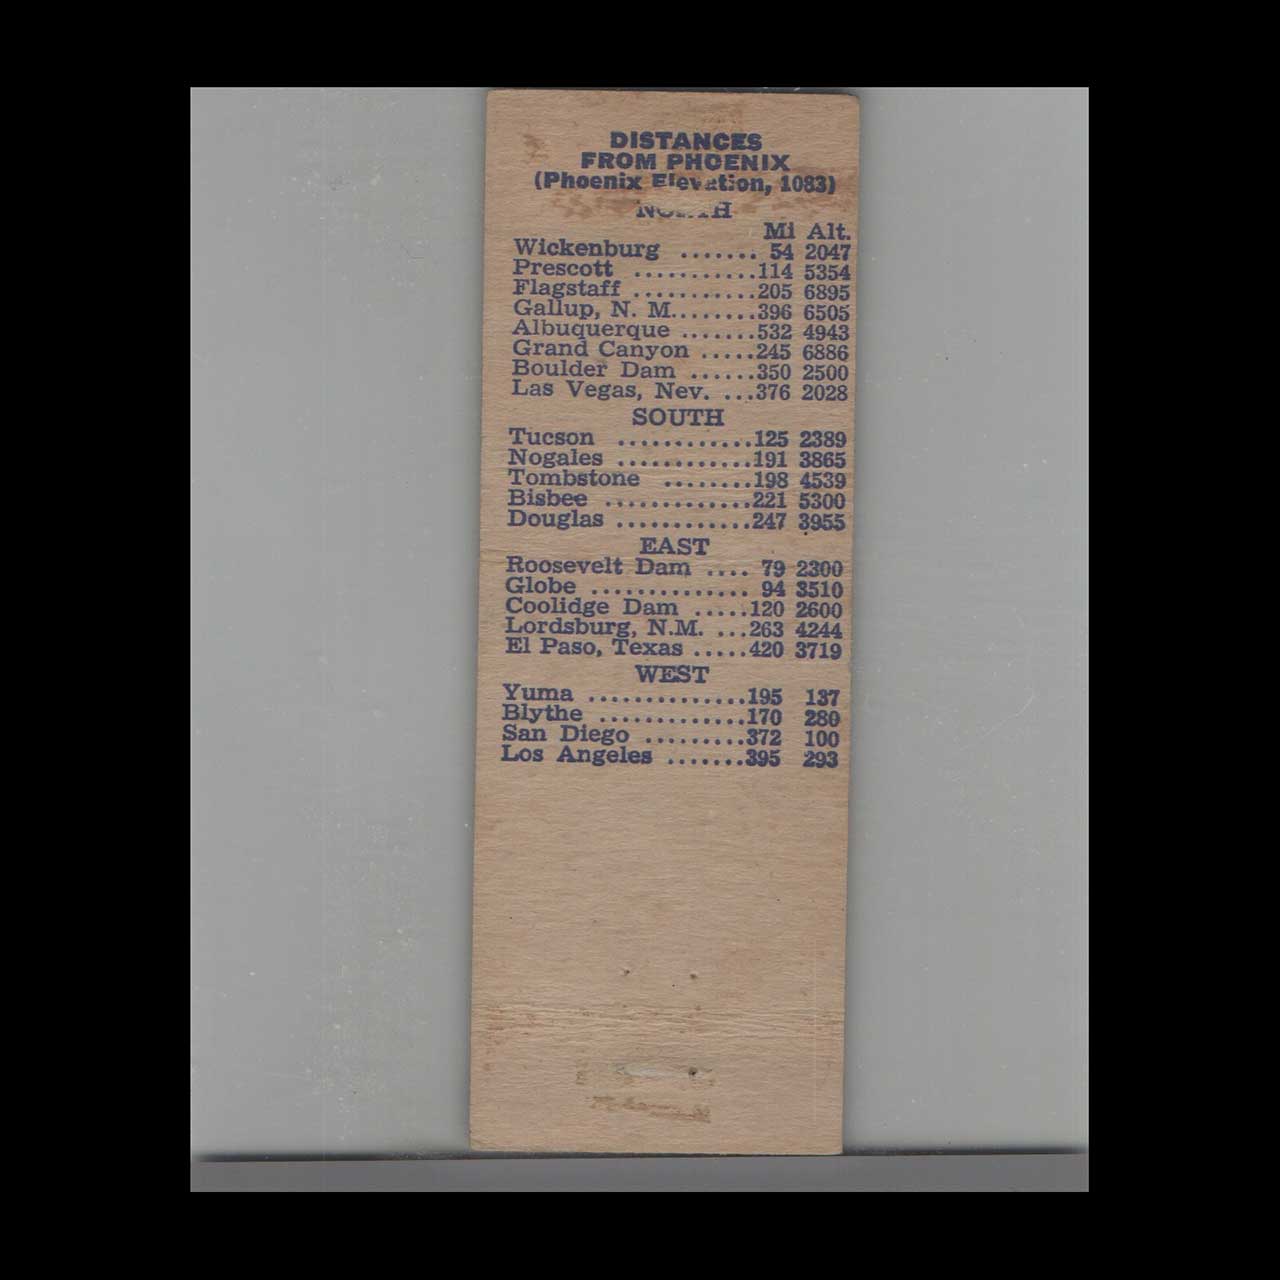 DISTANCES
FROM PHOENIX
(Phoenix Elevation, 1083)
NORTH
Mi Alt.
Wickenburg ....... 54 2047
Prescott ...........114 5354
Flagstaff ...........205 6895
Gallup, N. M........396 6505
Albuquerque .......532 4943
Grand Canyon .....245 6886
Boulder Dam ......350 2500
Las Vegas, Nev. ...376 2028
SOUTH
Tucson ............125 2389
Nogales ............191 3865
Tombstone ........198 4539
Bisbee .............221 5300
Douglas ............247 3955
EAST
Roosevelt Dam .... 79 2300
Globe .............. 94 3510
Coolidge Dam .....120 2600
Lordsburg, N.M. ...263 4244
El Paso, Texas .....420 3719
WEST
Yuma ..............195 137
Blythe .............170 280
San Diego .........372 100
Los Angeles .......395 293